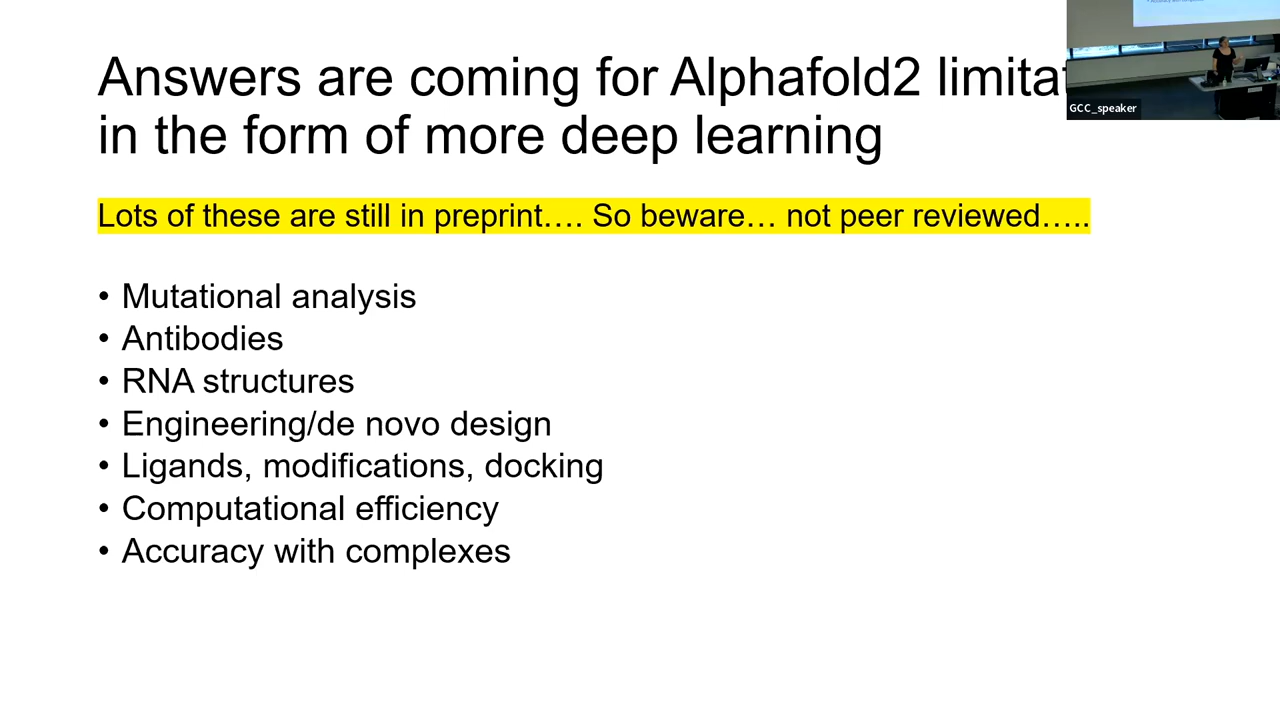 Answers are coming for Alphafold2 limitat
in the form of more deep learning
GCC_speaker
Lots of these are still in preprint…. So beware… not peer reviewed…..
• Mutational analysis
• Antibodies
• RNA structures
• Engineering/de novo design
• Ligands, modifications, docking
• Computational efficiency
• Accuracy with complexes